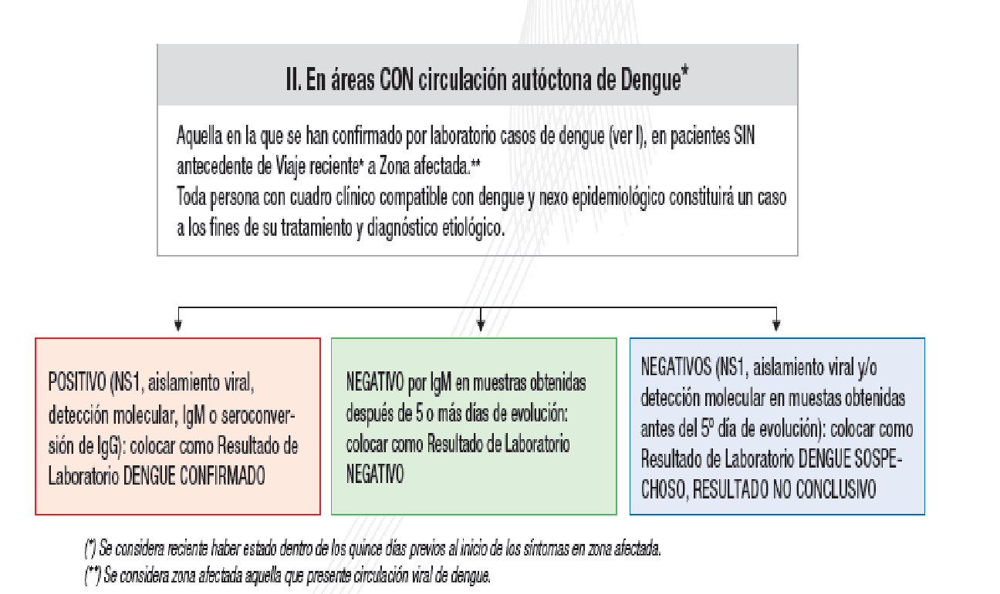 II. En áreas CON circulación autóctona de Dengue*
Aquella en la que se han confirmado por laboratorio casos de dengue (ver I), en pacientes SIN
antecedente de Viaje reciente* a Zona afectada.**
Toda persona con cuadro clínico compatible con dengue y nexo epidemiológico constituirá un caso
a los fines de su tratamiento y diagnóstico etiológico.
POSITIVO (NS1, aislamiento viral,
detección molecular, IgM o seroconver-
sión de IgG): colocar como Resultado de
Laboratorio DENGUE CONFIRMADO
NEGATIVO por IgM en muestras obtenidas
después de 5 o más días de evolución:
colocar como Resultado de Laboratorio
NEGATIVO
NEGATIVOS (NS1, aislamiento viral y/o
detección molecular en muestas obtenidas
antes del 5º día de evolución): colocar como
Resultado de Laboratorio DENGUE SOSPE-
CHOSO, RESULTADO NO CONCLUSIVO
(*) Se considera reciente haber estado dentro de los quince días previos al inicio de los síntomas en zona afectada.
(**) Se considera zona afectada aquella que presente circulación viral de dengue.